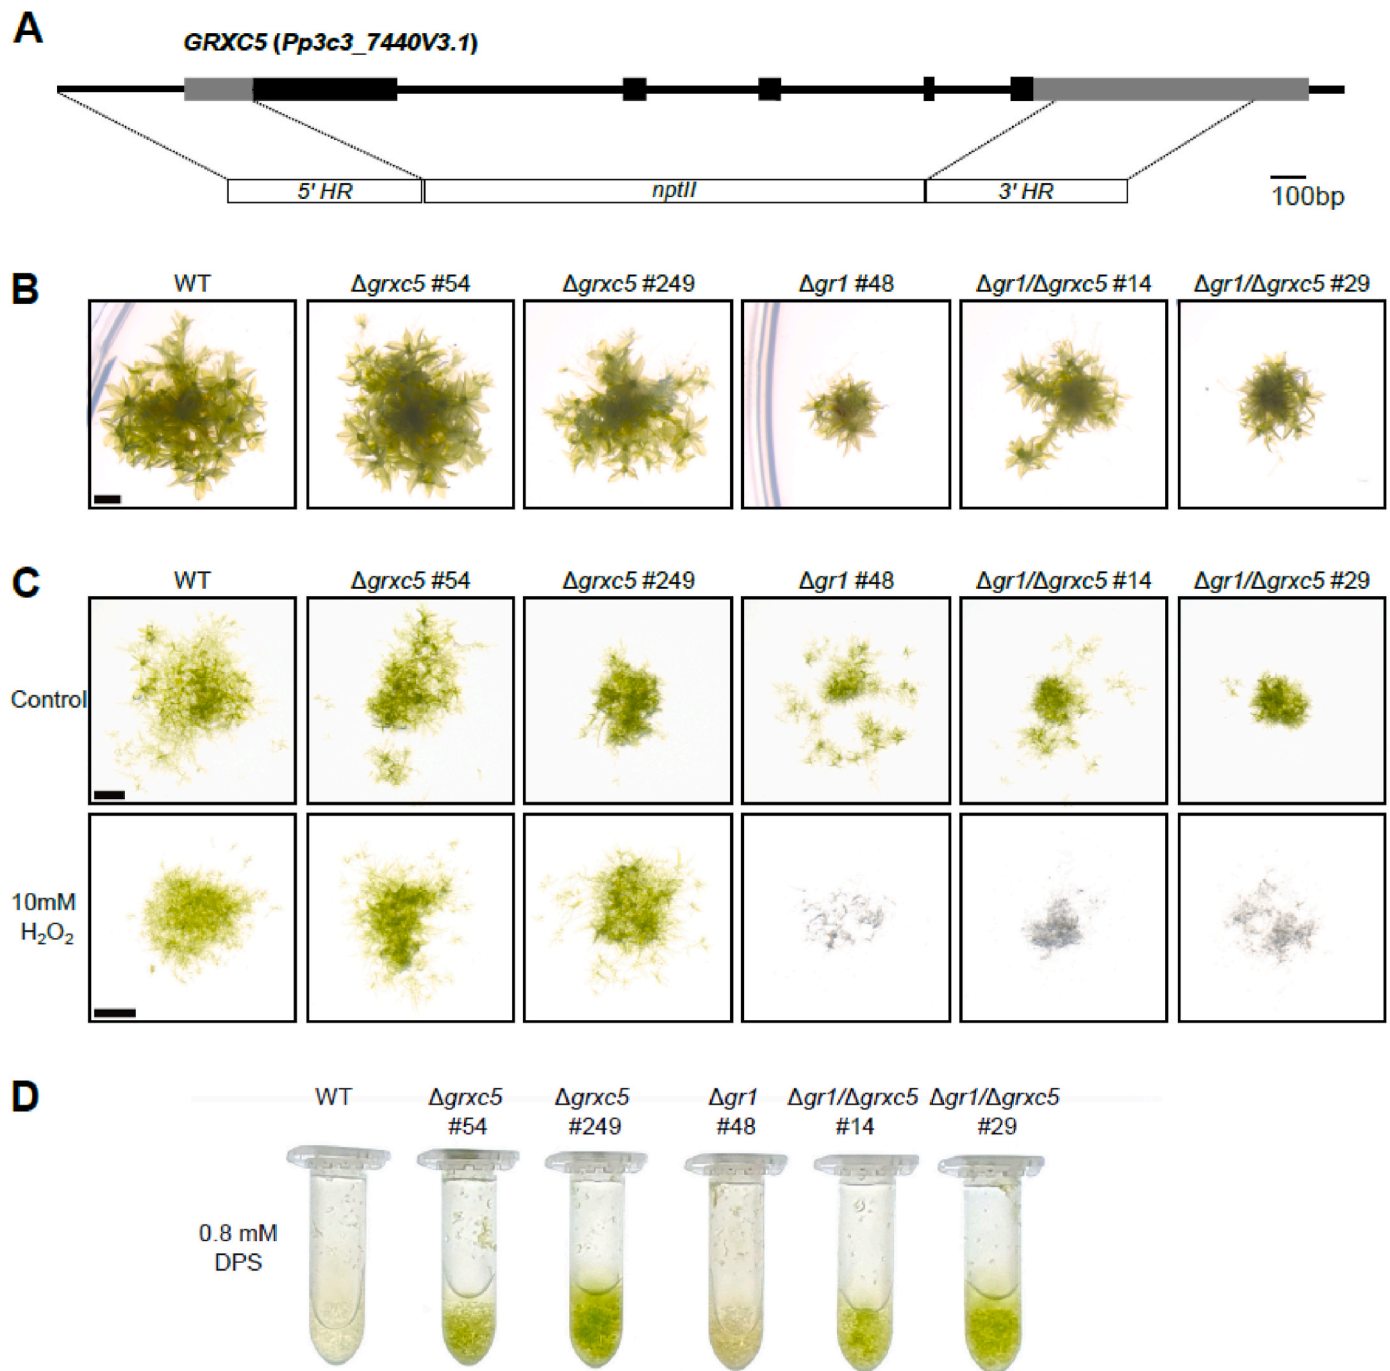 A
GRXC5 (Pp3c3_7440V3.1)
5' HR
nptII
3' HR
100bp
B
WT
Δgrxc5 #54
Δgrxc5 #249
Δgr1 #48
Δgr1/Δgrxc5 #14
Δgr1/Δgrxc5 #29
C
WT
Δgrxc5 #54
Δgrxc5 #249
Δgr1 #48
Δgr1/Δgrxc5 #14
Δgr1/Δgrxc5 #29
Control
10mM
H₂O₂
D
WT
Δgrxc5
#54
Δgrxc5
#249
Δgr1
#48
Δgr1/Δgrxc5
#14
Δgr1/Δgrxc5
#29
0.8 mM
DPS